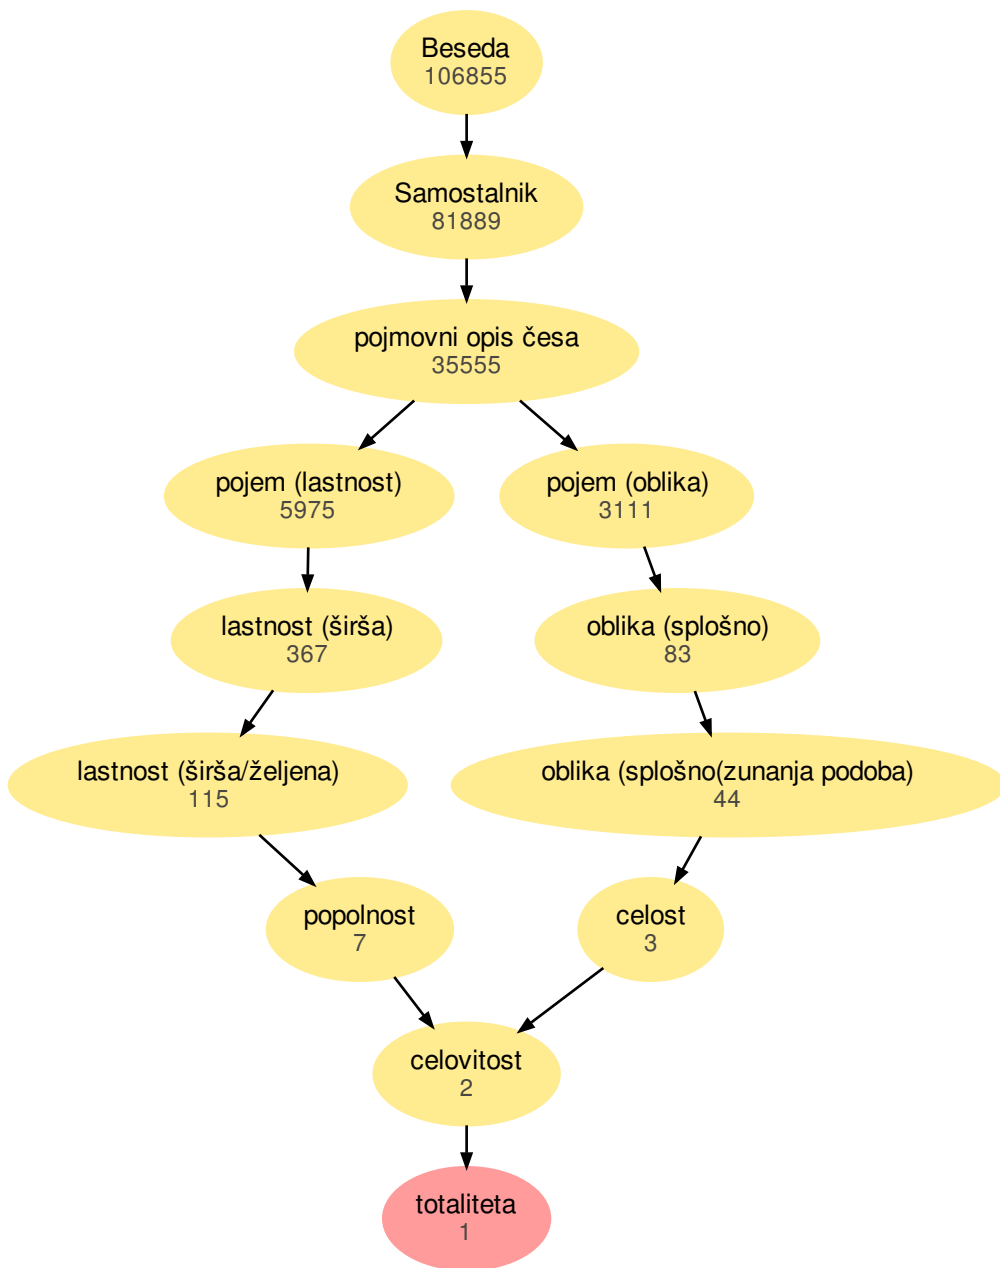 Beseda
106855
Samostalnik
81889
pojmovni opis česa
35555
pojem (lastnost)
5975
pojem (oblika)
3111
lastnost (širša)
367
oblika (splošno)
83
lastnost (širša/željena)
115
oblika (splošno(zunanja podoba)
44
popolnost
7
celost
3
celovitost
2
totaliteta
1